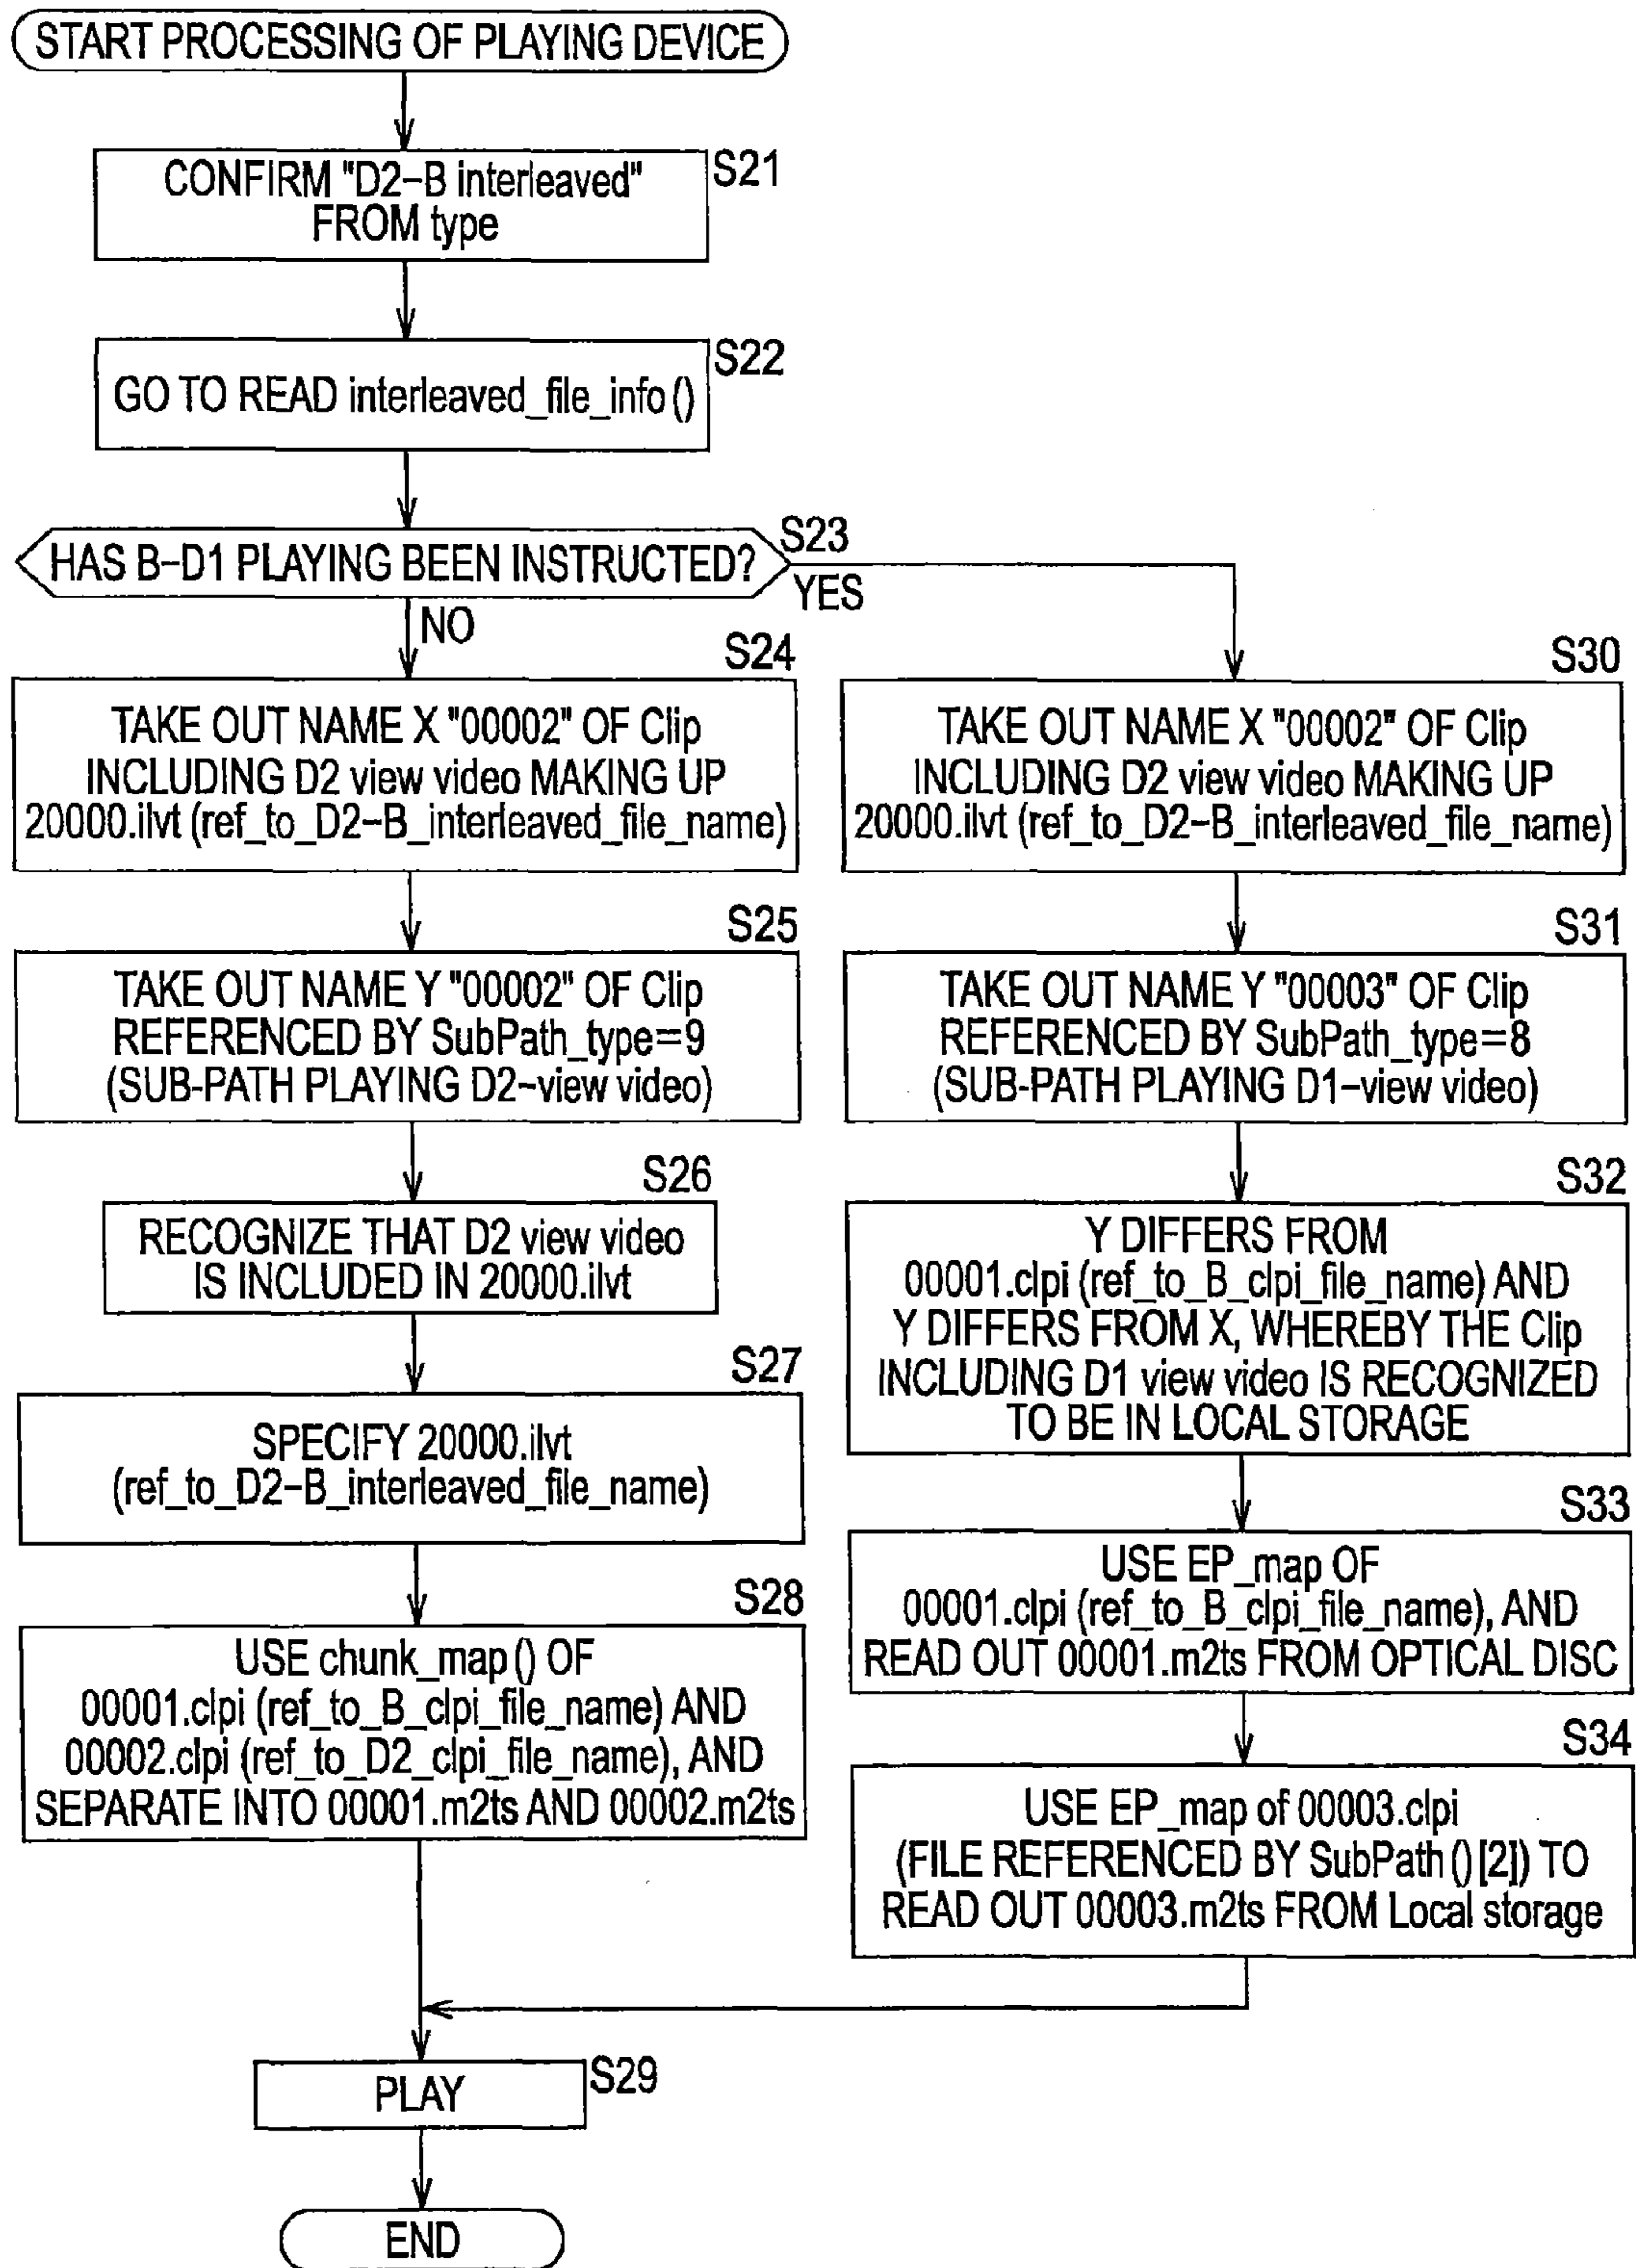 START PROCESSING OF PLAYING DEVICE
S21
CONFIRM "D2-B interleaved"
FROM type
S22
GO TO READ interleaved_file_info ()
S23
HAS B-D1 PLAYING BEEN INSTRUCTED?
YES
NO
S24
TAKE OUT NAME X "00002" OF Clip
INCLUDING D2 view video MAKING UP
20000.ilvt (ref_to_D2-B_interleaved_file_name)
S25
TAKE OUT NAME Y "00002" OF Clip
REFERENCED BY SubPath_type=9
(SUB-PATH PLAYING D2-view video)
S26
RECOGNIZE THAT D2 view video
IS INCLUDED IN 20000.ilvt
S27
SPECIFY 20000.ilvt
(ref_to_D2-B_interleaved_file_name)
S28
USE chunk_map () OF
00001.clpi (ref_to_B_clpi_file_name) AND
00002.clpi (ref_to_D2_clpi_file_name), AND
SEPARATE INTO 00001.m2ts AND 00002.m2ts
S30
TAKE OUT NAME X "00002" OF Clip
INCLUDING D2 view video MAKING UP
20000.ilvt (ref_to_D2-B_interleaved_file_name)
S31
TAKE OUT NAME Y "00003" OF Clip
REFERENCED BY SubPath_type=8
(SUB-PATH PLAYING D1-view video)
S32
Y DIFFERS FROM
00001.clpi (ref_to_B_clpi_file_name) AND
Y DIFFERS FROM X, WHEREBY THE Clip
INCLUDING D1 view video IS RECOGNIZED
TO BE IN LOCAL STORAGE
S33
USE EP_map OF
00001.clpi (ref_to_B_clpi_file_name), AND
READ OUT 00001.m2ts FROM OPTICAL DISC
S34
USE EP_map of 00003.clpi
(FILE REFERENCED BY SubPath () [2]) TO
READ OUT 00003.m2ts FROM Local storage
S29
PLAY
END